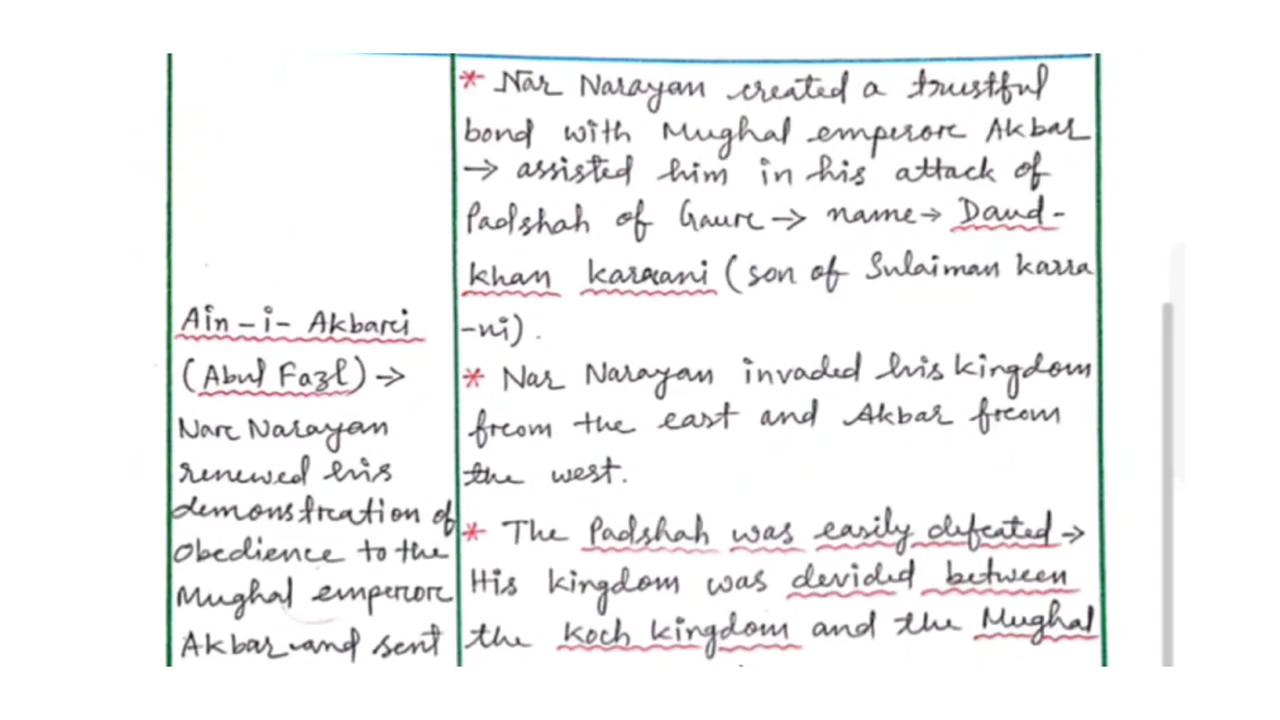 Ain-i- Akbari
(Abul Fazl) →
Nar Narayan
renewed his
demonstration of
obedience to the
Mughal emperor
Akbar and sent
* Nar Narayan created a trustful
bond with Mughal emperor Akbar
→ assisted him in his attack of
Padshah of Gaur → name → Daud-
khan karrani (son of Sulaiman karra
-ni).
* Nar Narayan invaded his kingdom
from the east and Akbar from
the west.
* The Padshah was easily defeated →
His kingdom was devided between
the Koch kingdom and the Mughal